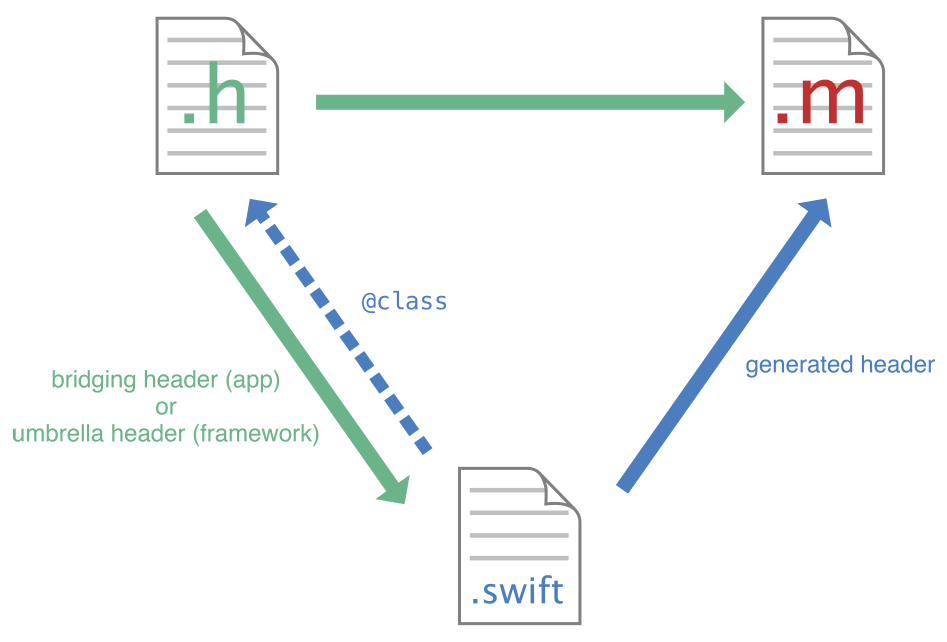 .h
.m
@class
bridging header (app)
or
umbrella header (framework)
generated header
.swift